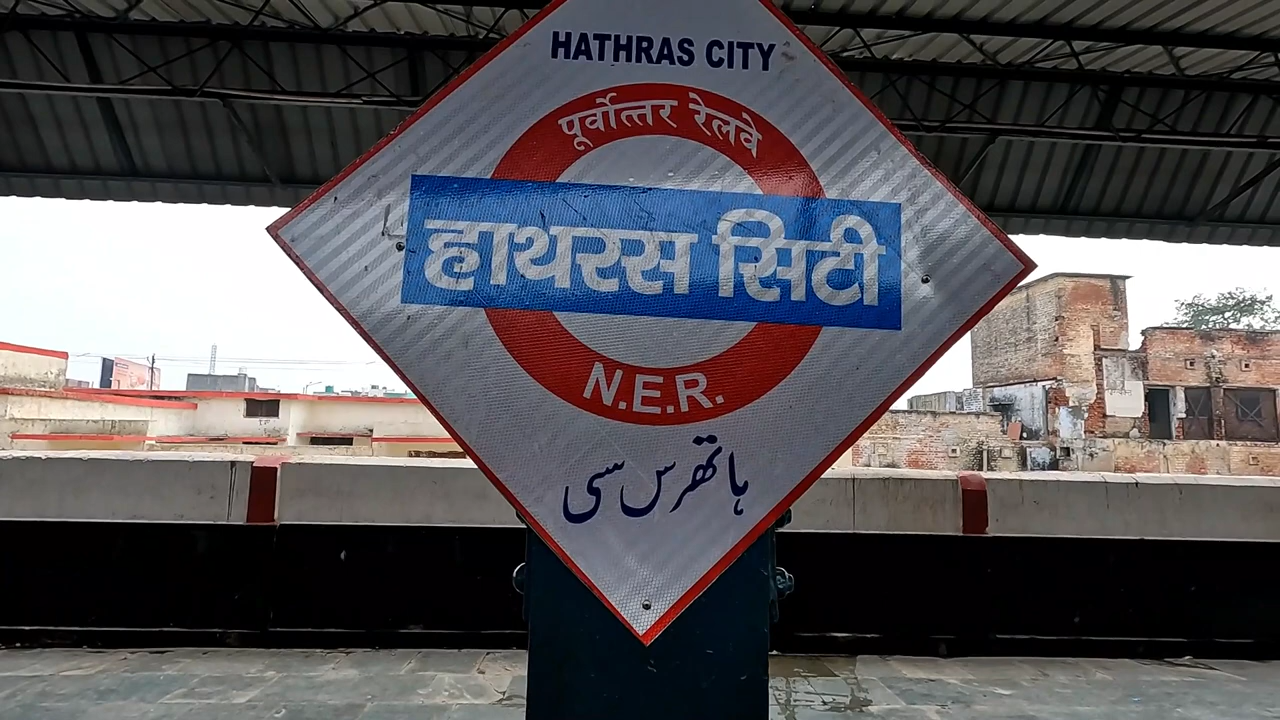 HATHRAS CITY
पूर्वोत्तर रेलवे
हाथरस सिटी
N.E.R.
ہاتھرس سی